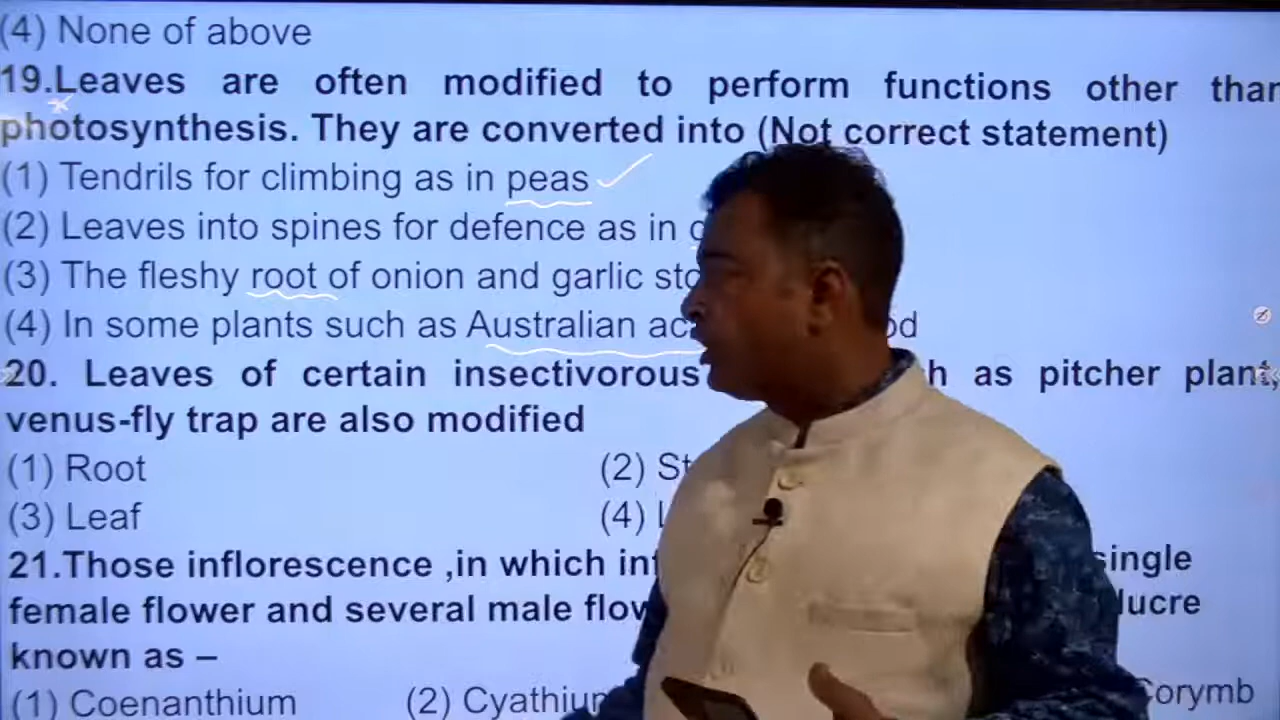 (4) None of above
19.Leaves are often modified to perform functions other than
photosynthesis. They are converted into (Not correct statement)
(1) Tendrils for climbing as in peas
(2) Leaves into spines for defence as in
(3) The fleshy root of onion and garlic
(4) In some plants such as Australian
20. Leaves of certain insectivorous as pitcher plant,
venus-fly trap are also modified
(1) Root (2)
(3) Leaf (4)
21.Those inflorescence ,in which single
female flower and several male
known as –
(1) Coenanthium (2) Cyathium Corymb